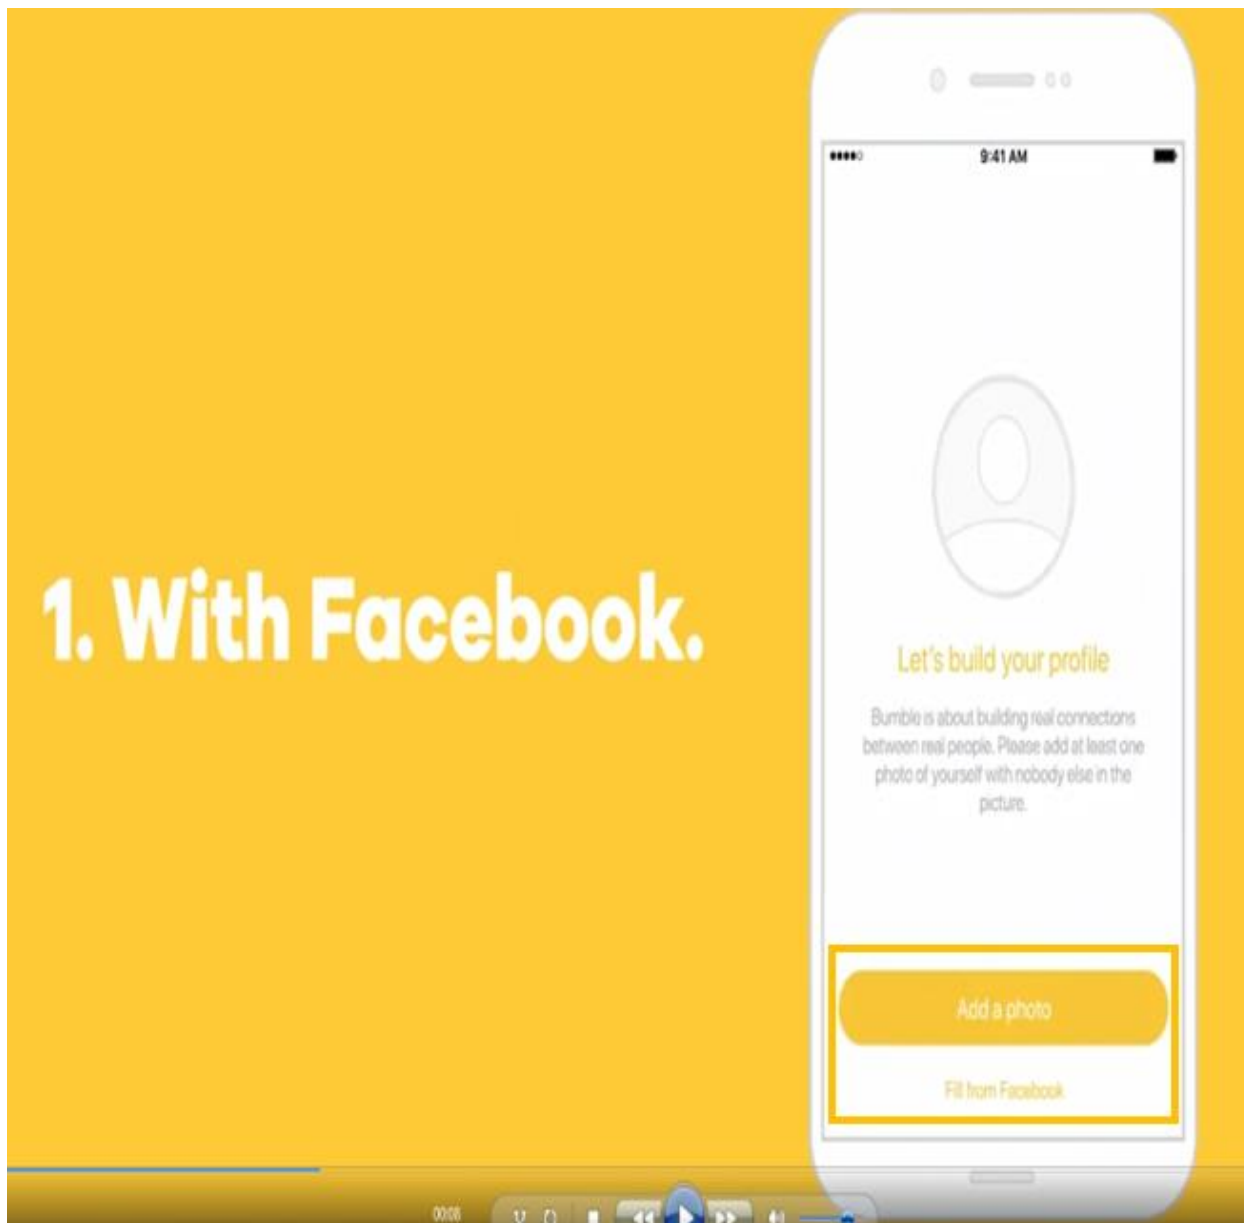 9:41 AM
1. With Facebook.
Let's build your profile
Bumble is about building real connections
between real people. Please add at least one
photo of yourself with nobody else in the
picture.
Add a photo
Fill from Facebook
00:08